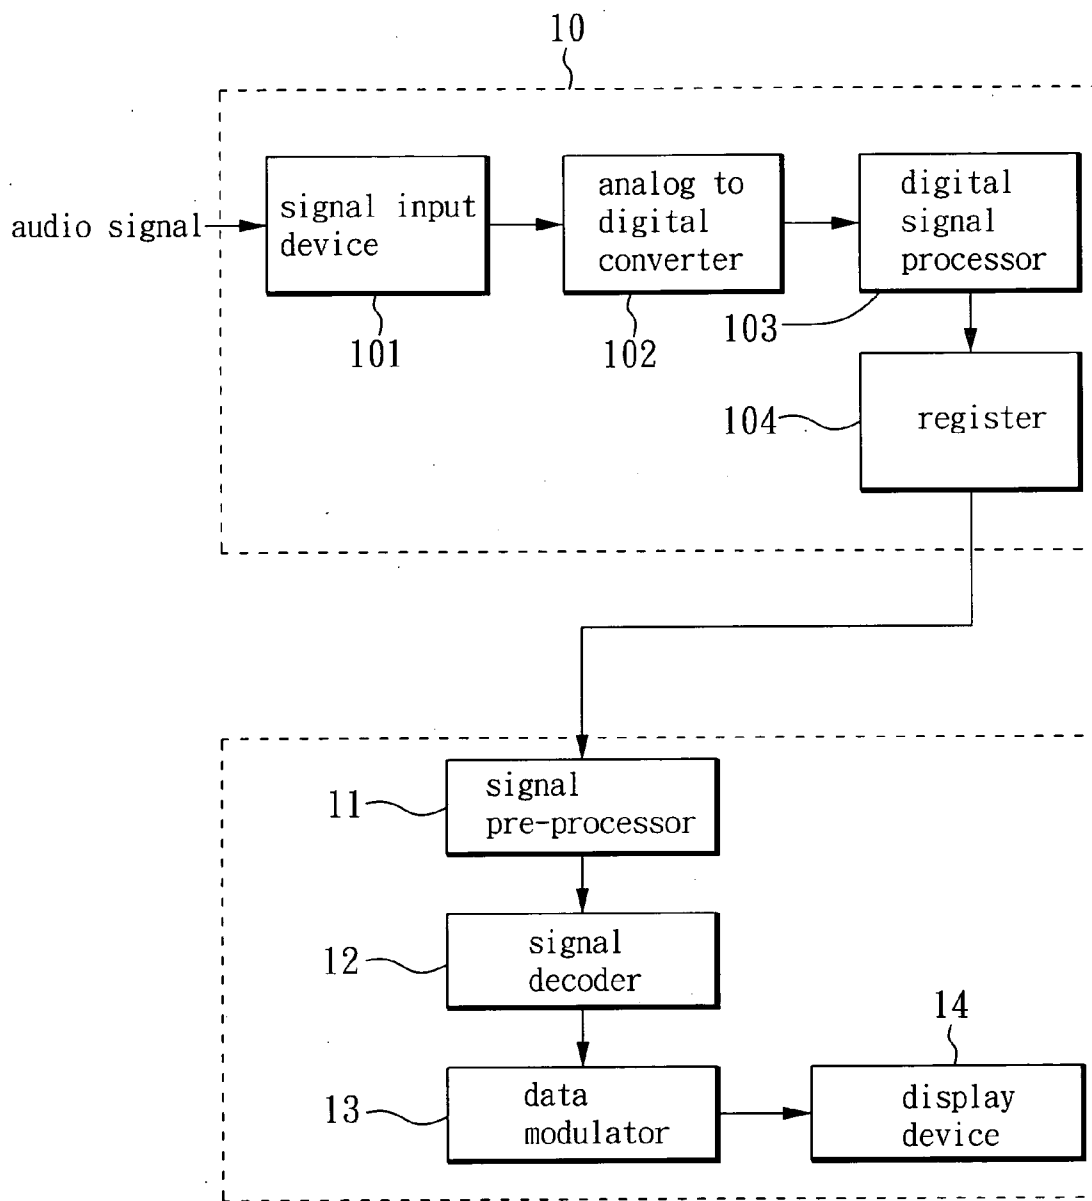 10
audio signal
signal input
device
101
analog to
digital
converter
102
digital
signal
processor
103
register
104
signal
pre-processor
11
signal
decoder
12
data
modulator
13
display
device
14